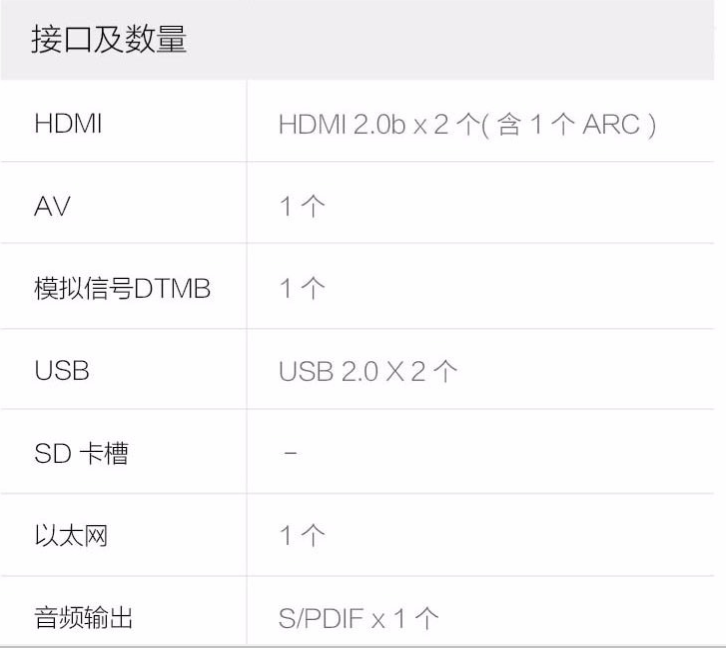 接口及数量
HDMI HDMI 2.0b x 2 个( 含 1 个 ARC )
AV 1 个
模拟信号DTMB 1 个
USB USB 2.0 X 2 个
SD 卡槽 –
以太网 1 个
音频输出 S/PDIF x 1 个